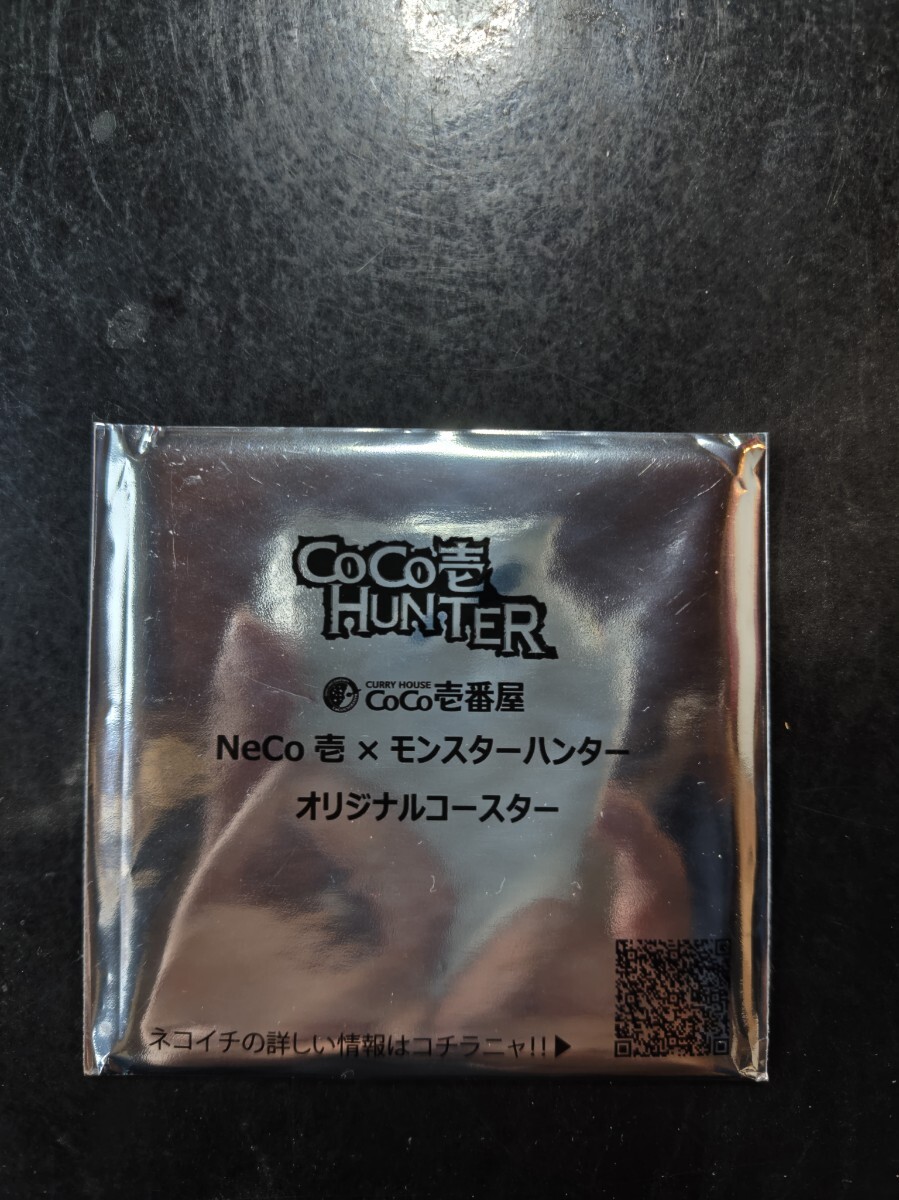 CoCo壱
HUNTER
CURRY HOUSE
CoCo壱番屋
NeCo 壱 × モンスターハンター
オリジナルコースター
ネコイチの詳しい情報はコチラニャ!!▶